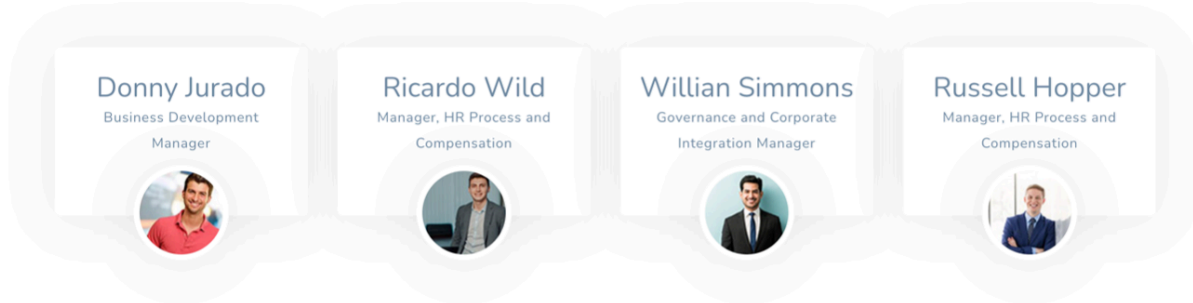 Donny Jurado
Business Development
Manager
Ricardo Wild
Manager, HR Process and
Compensation
Willian Simmons
Governance and Corporate
Integration Manager
Russell Hopper
Manager, HR Process and
Compensation